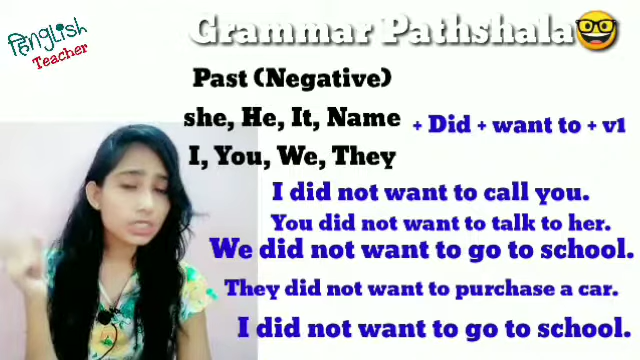 हिnglish
Teacher
Grammar Pathshala
Past (Negative)
she, He, It, Name
+ Did + want to + v1
I, You, We, They
I did not want to call you.
You did not want to talk to her.
We did not want to go to school.
They did not want to purchase a car.
I did not want to go to school.